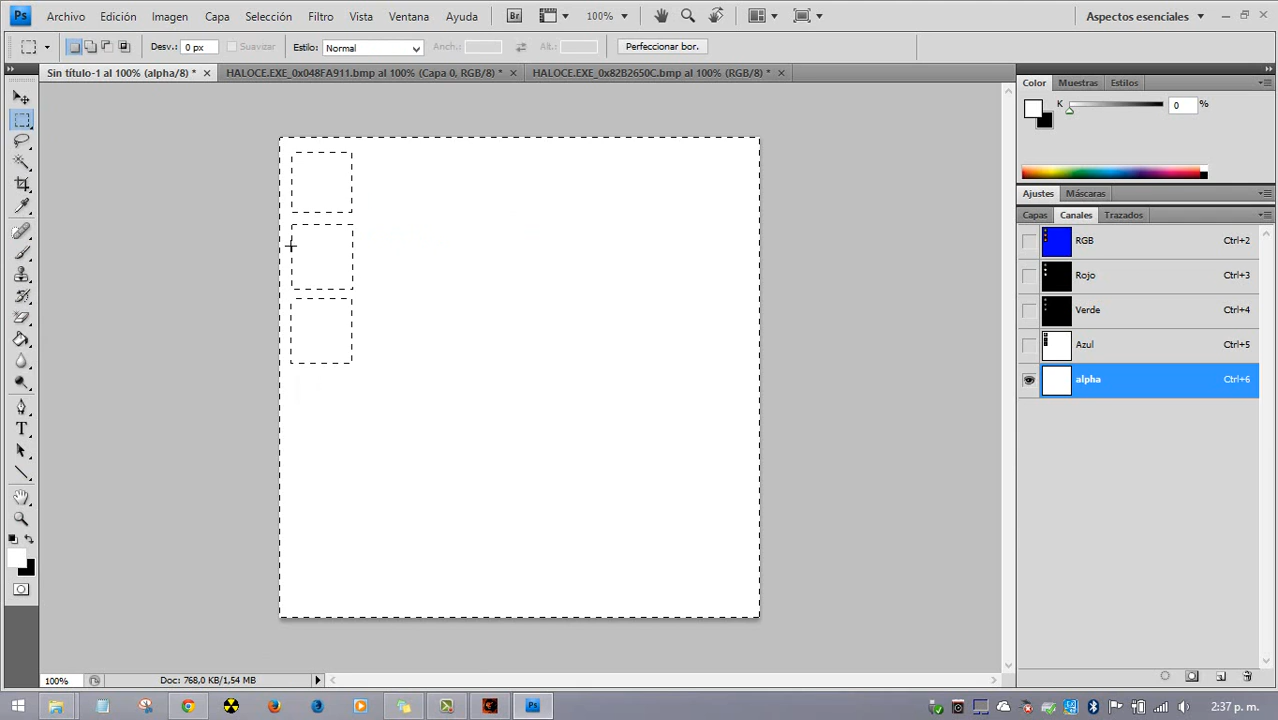 Ps Archivo Edición Imagen Capa Selección Filtro Vista Ventana Ayuda Br 100% Aspectos esenciales
Desv.: 0 px Suavizar Estilo: Normal Anch.: Alt.: Perfeccionar bor.
Sin título-1 al 100% (alpha/8) * HALOCE.EXE_0x048FA911.bmp al 100% (Capa 0, RGB/8) * HALOCE.EXE_0x82B2650C.bmp al 100% (RGB/8) *
Color Muestras Estilos
K 0 %
Ajustes Máscaras
Capas Canales Trazados
RGB Ctrl+2
Rojo Ctrl+3
Verde Ctrl+4
Azul Ctrl+5
alpha Ctrl+6
T
100% Doc: 768,0 KB/1,54 MB
Ps 2:37 p. m.